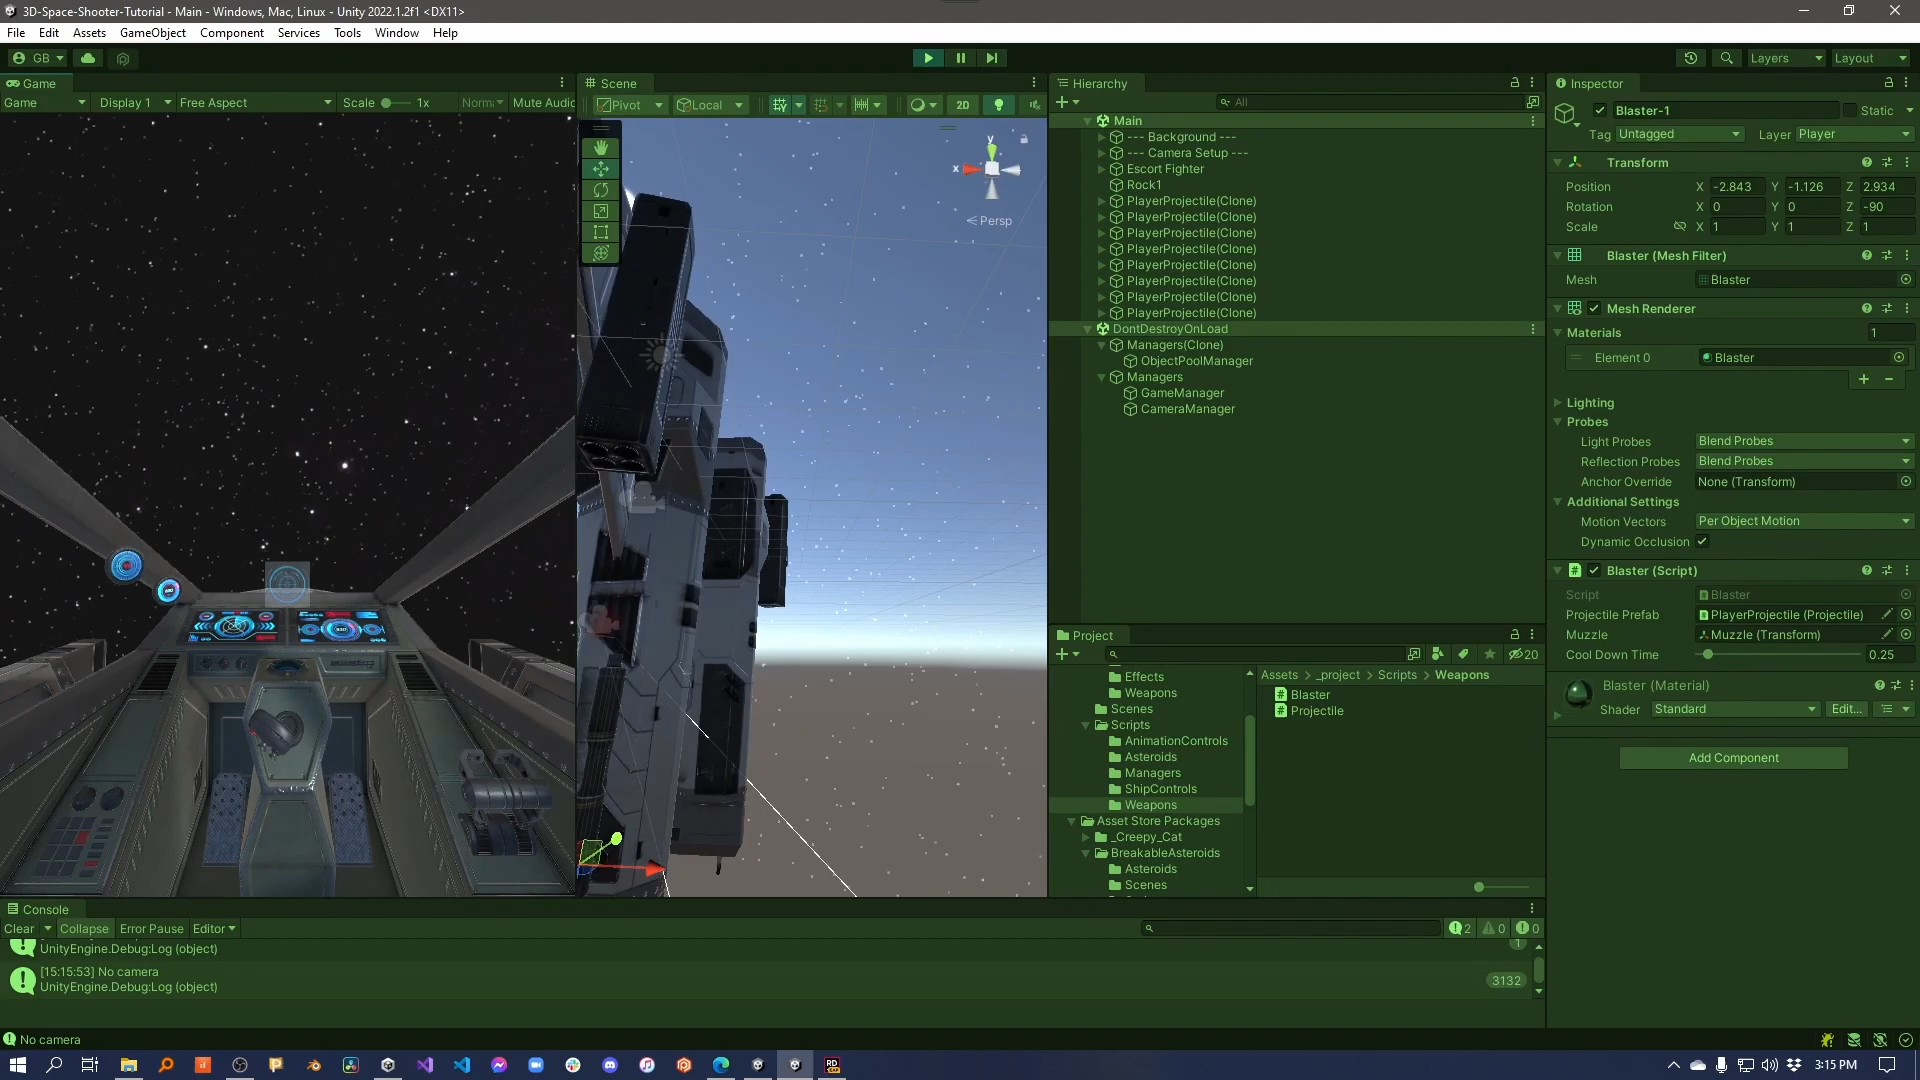 3D-Space-Shooter-Tutorial - Main - Windows, Mac, Linux - Unity 2022.1.2f1 <DX11>
File Edit Assets GameObject Component Services Tools Window Help
GB
Layers
Layout
Game
Game Display 1 Free Aspect Scale 1x Mute Audio
Scene
Pivot Local 2D
y
x
Persp
Hierarchy
All
Main
--- Background ---
--- Camera Setup ---
Escort Fighter
Rock1
PlayerProjectile(Clone)
PlayerProjectile(Clone)
PlayerProjectile(Clone)
PlayerProjectile(Clone)
PlayerProjectile(Clone)
PlayerProjectile(Clone)
PlayerProjectile(Clone)
PlayerProjectile(Clone)
DontDestroyOnLoad
Managers(Clone)
ObjectPoolManager
Managers
GameManager
CameraManager
Project
20
Effects
Weapons
Scenes
Scripts
AnimationControls
Asteroids
Managers
ShipControls
Weapons
Asset Store Packages
_Creepy_Cat
BreakableAsteroids
Asteroids
Scenes
Assets > _project > Scripts > Weapons
Blaster
Projectile
Inspector
Blaster-1 Static
Tag Untagged Layer Player
Transform
Position X -2.843 Y -1.126 Z 2.934
Rotation X 0 Y 0 Z -90
Scale X 1 Y 1 Z 1
Blaster (Mesh Filter)
Mesh Blaster
Mesh Renderer
Materials 1
Element 0 Blaster
Lighting
Probes
Light Probes Blend Probes
Reflection Probes Blend Probes
Anchor Override None (Transform)
Additional Settings
Motion Vectors Per Object Motion
Dynamic Occlusion
Blaster (Script)
Script Blaster
Projectile Prefab PlayerProjectile (Projectile)
Muzzle Muzzle (Transform)
Cool Down Time 0.25
Blaster (Material)
Shader Standard Edit...
Add Component
Console
Clear Collapse Error Pause Editor
2 0 0
UnityEngine.Debug:Log (object)
1
[15:15:53] No camera
UnityEngine.Debug:Log (object)
3132
No camera
3:15 PM